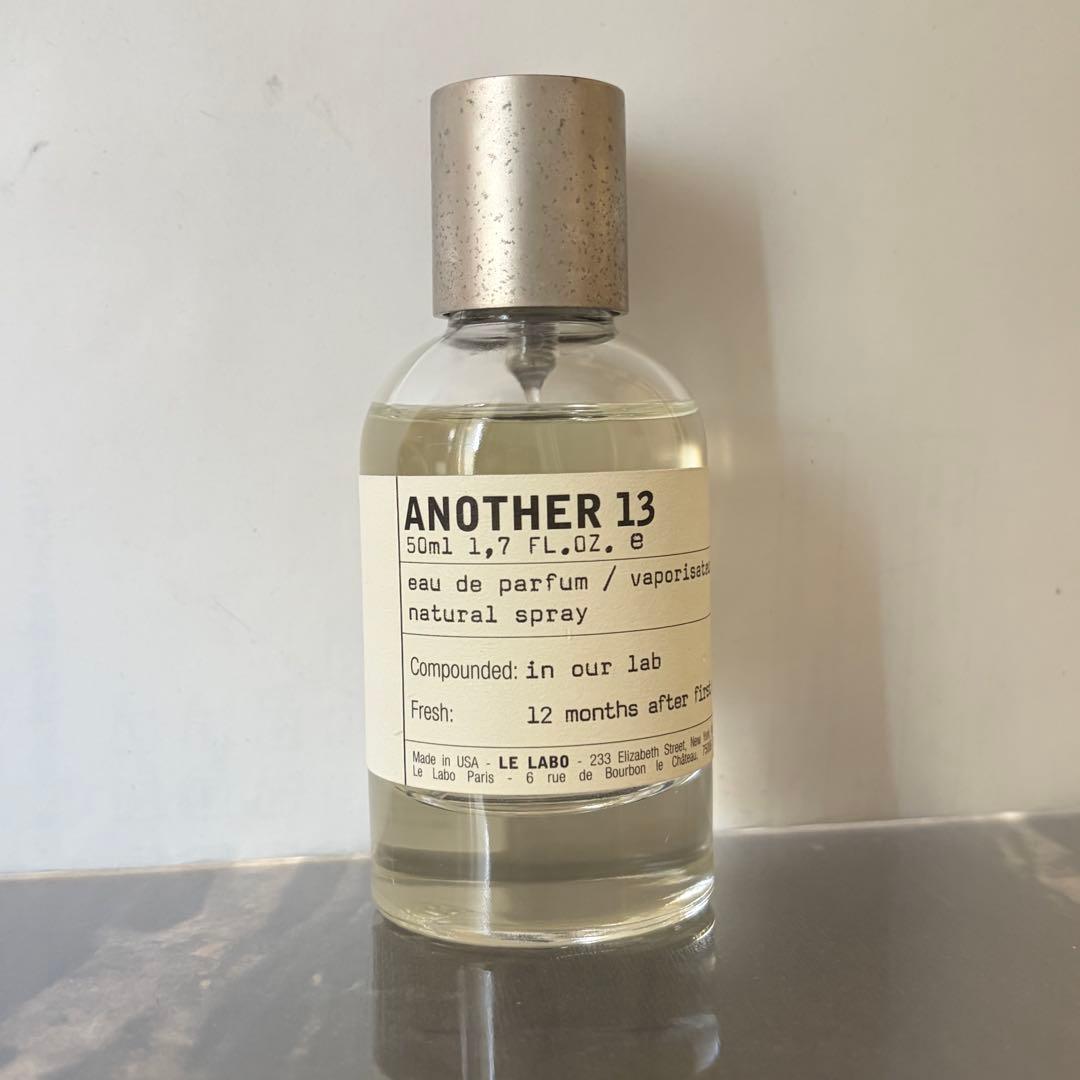 ANOTHER 13
50ml 1,7 FL.OZ. e
eau de parfum / vaporisateu
natural spray
Compounded: in our lab
Fresh: 12 months after first
Made in USA - LE LABO - 233 Elizabeth Street, New York
Le Labo Paris - 6 rue de Bourbon le Château,